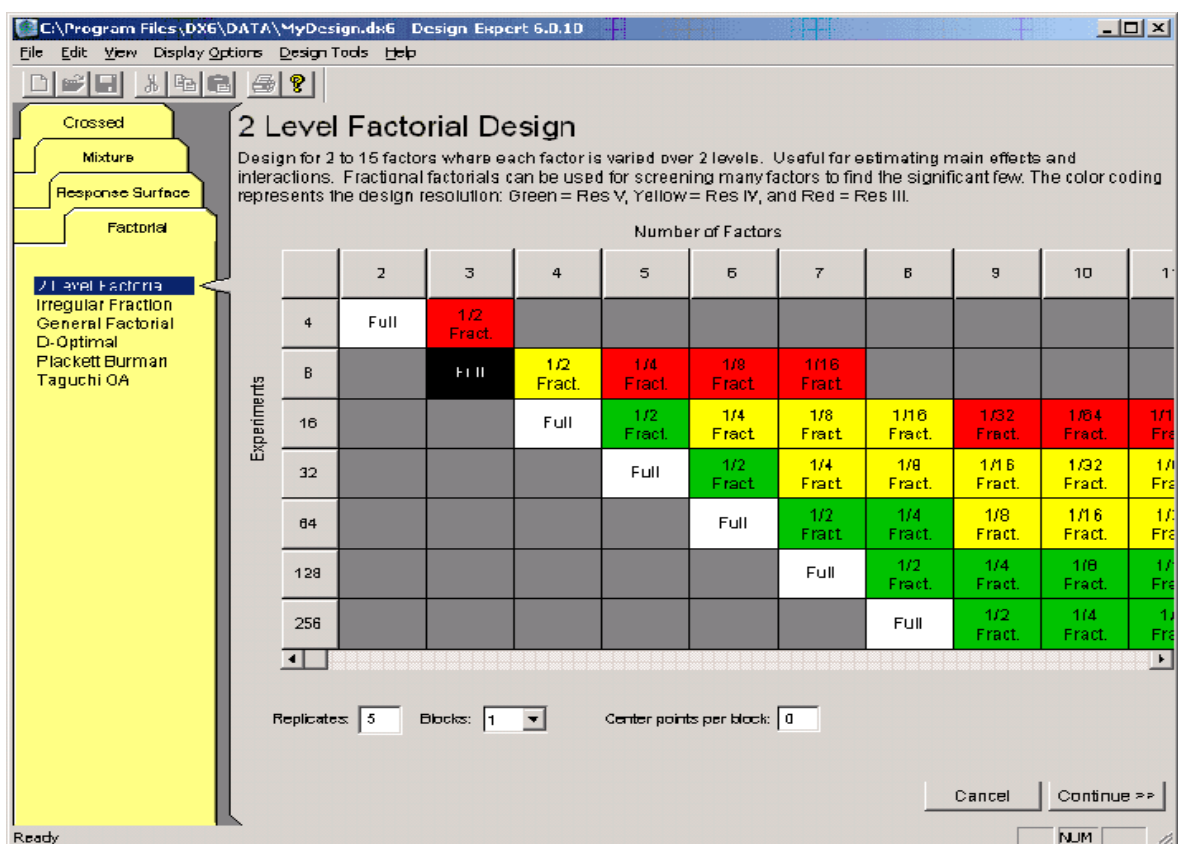 C:\Program Files\DX6\DATA\MyDesign.dx6 Design Expert 6.0.10
File Edit View Display Options Design Tools Help
Crossed
Mixture
Response Surface
Factorial
2 Level Factorial
Irregular Fraction
General Factorial
D-Optimal
Plackett Burman
Taguchi OA
2 Level Factorial Design
Design for 2 to 15 factors where each factor is varied over 2 levels. Useful for estimating main effects and
interactions. Fractional factorials can be used for screening many factors to find the significant few. The color coding
represents the design resolution: Green = Res V, Yellow = Res IV, and Red = Res III.
Number of Factors
2 3 4 5 6 7 8 9 10
Experiments
4 Full 1/2 Fract.
8 Full 1/2 Fract. 1/4 Fract. 1/8 Fract. 1/16 Fract.
16 Full 1/2 Fract. 1/4 Fract. 1/8 Fract. 1/16 Fract. 1/32 Fract. 1/64 Fract.
32 Full 1/2 Fract. 1/4 Fract. 1/8 Fract. 1/16 Fract. 1/32 Fract.
64 Full 1/2 Fract. 1/4 Fract. 1/8 Fract. 1/16 Fract.
128 Full 1/2 Fract. 1/4 Fract. 1/8 Fract.
256 Full 1/2 Fract. 1/4 Fract.
Replicates: 5 Blocks: 1 Center points per block: 0
Cancel Continue >>
Ready NUM